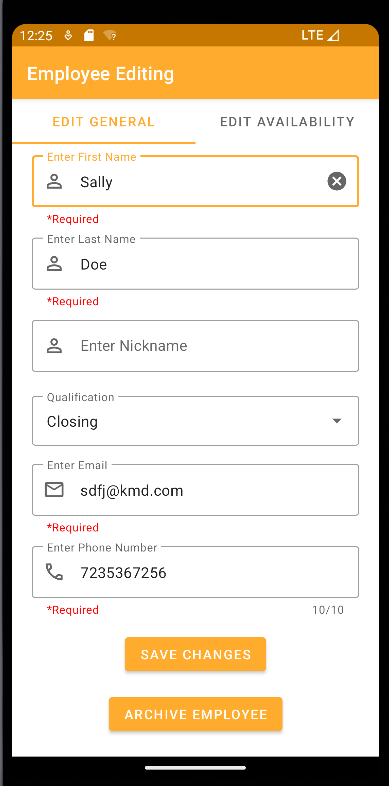 12:25 LTE
Employee Editing
EDIT GENERAL EDIT AVAILABILITY
Enter First Name
Sally
*Required
Enter Last Name
Doe
*Required
Enter Nickname
Qualification
Closing
Enter Email
sdfj@kmd.com
*Required
Enter Phone Number
7235367256
*Required 10/10
SAVE CHANGES
ARCHIVE EMPLOYEE